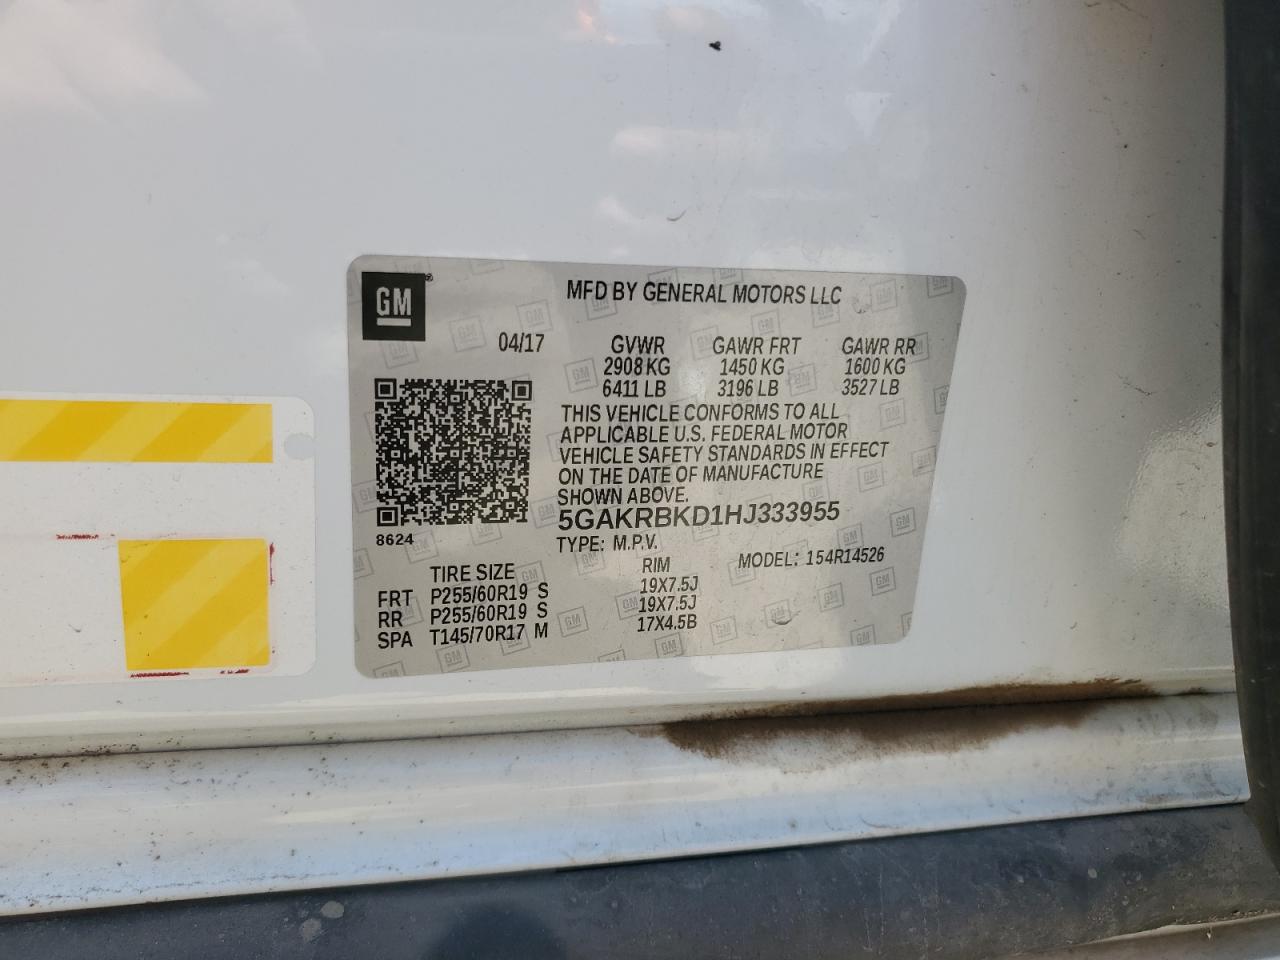 GM®
MFD BY GENERAL MOTORS LLC
04/17 GVWR GAWR FRT GAWR RR
2908 KG 1450 KG 1600 KG
6411 LB 3196 LB 3527 LB
THIS VEHICLE CONFORMS TO ALL
APPLICABLE U.S. FEDERAL MOTOR
VEHICLE SAFETY STANDARDS IN EFFECT
ON THE DATE OF MANUFACTURE
SHOWN ABOVE.
5GAKRBKD1HJ333955
8624
TYPE: M.P.V. MODEL: 154R14526
TIRE SIZE RIM
FRT P255/60R19 S 19X7.5J
RR P255/60R19 S 19X7.5J
SPA T145/70R17 M 17X4.5B